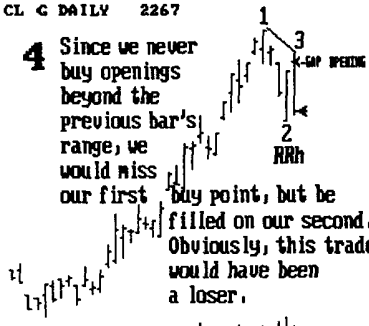 CL G DAILY 2267
1
3
4 Since we never
buy openings
beyond the
previous bar's
range, we
would miss
our first buy point, but be
filled on our second.
Obviously, this trade
would have been
a loser.
GAP OPENING
2
RRh